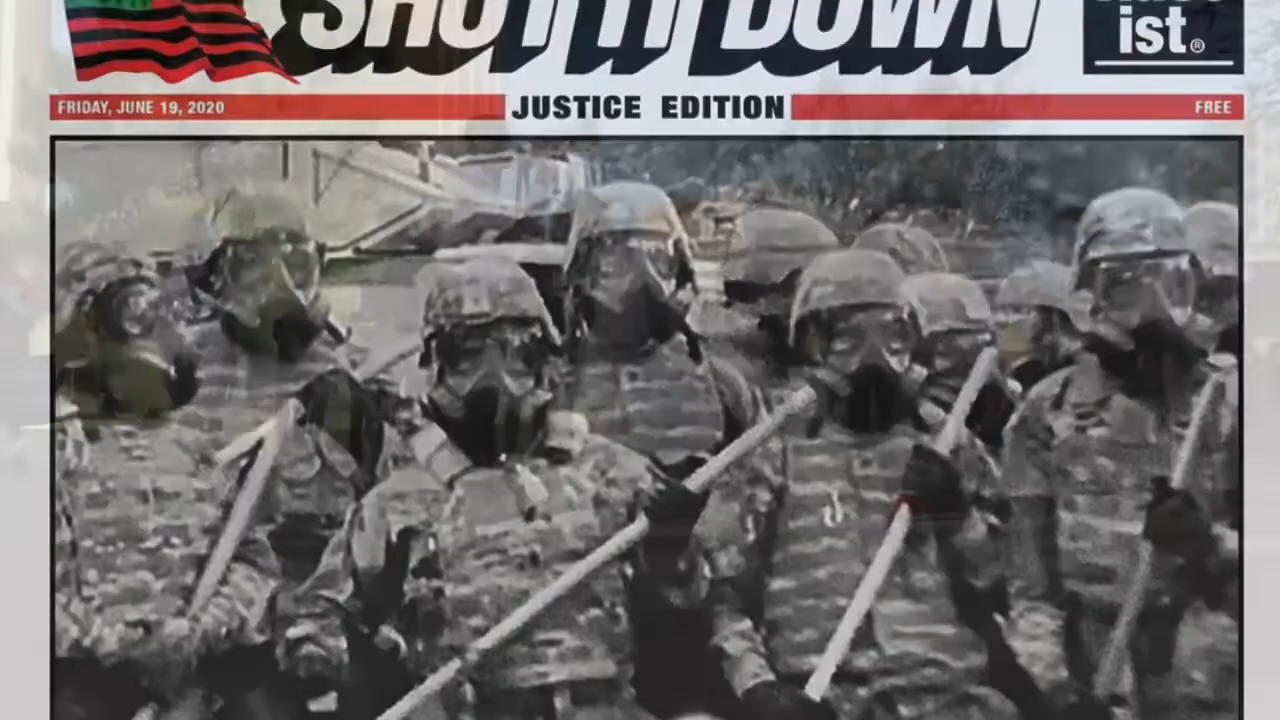 SHUT IT DOWN
ist®
FRIDAY, JUNE 19, 2020
JUSTICE EDITION
FREE